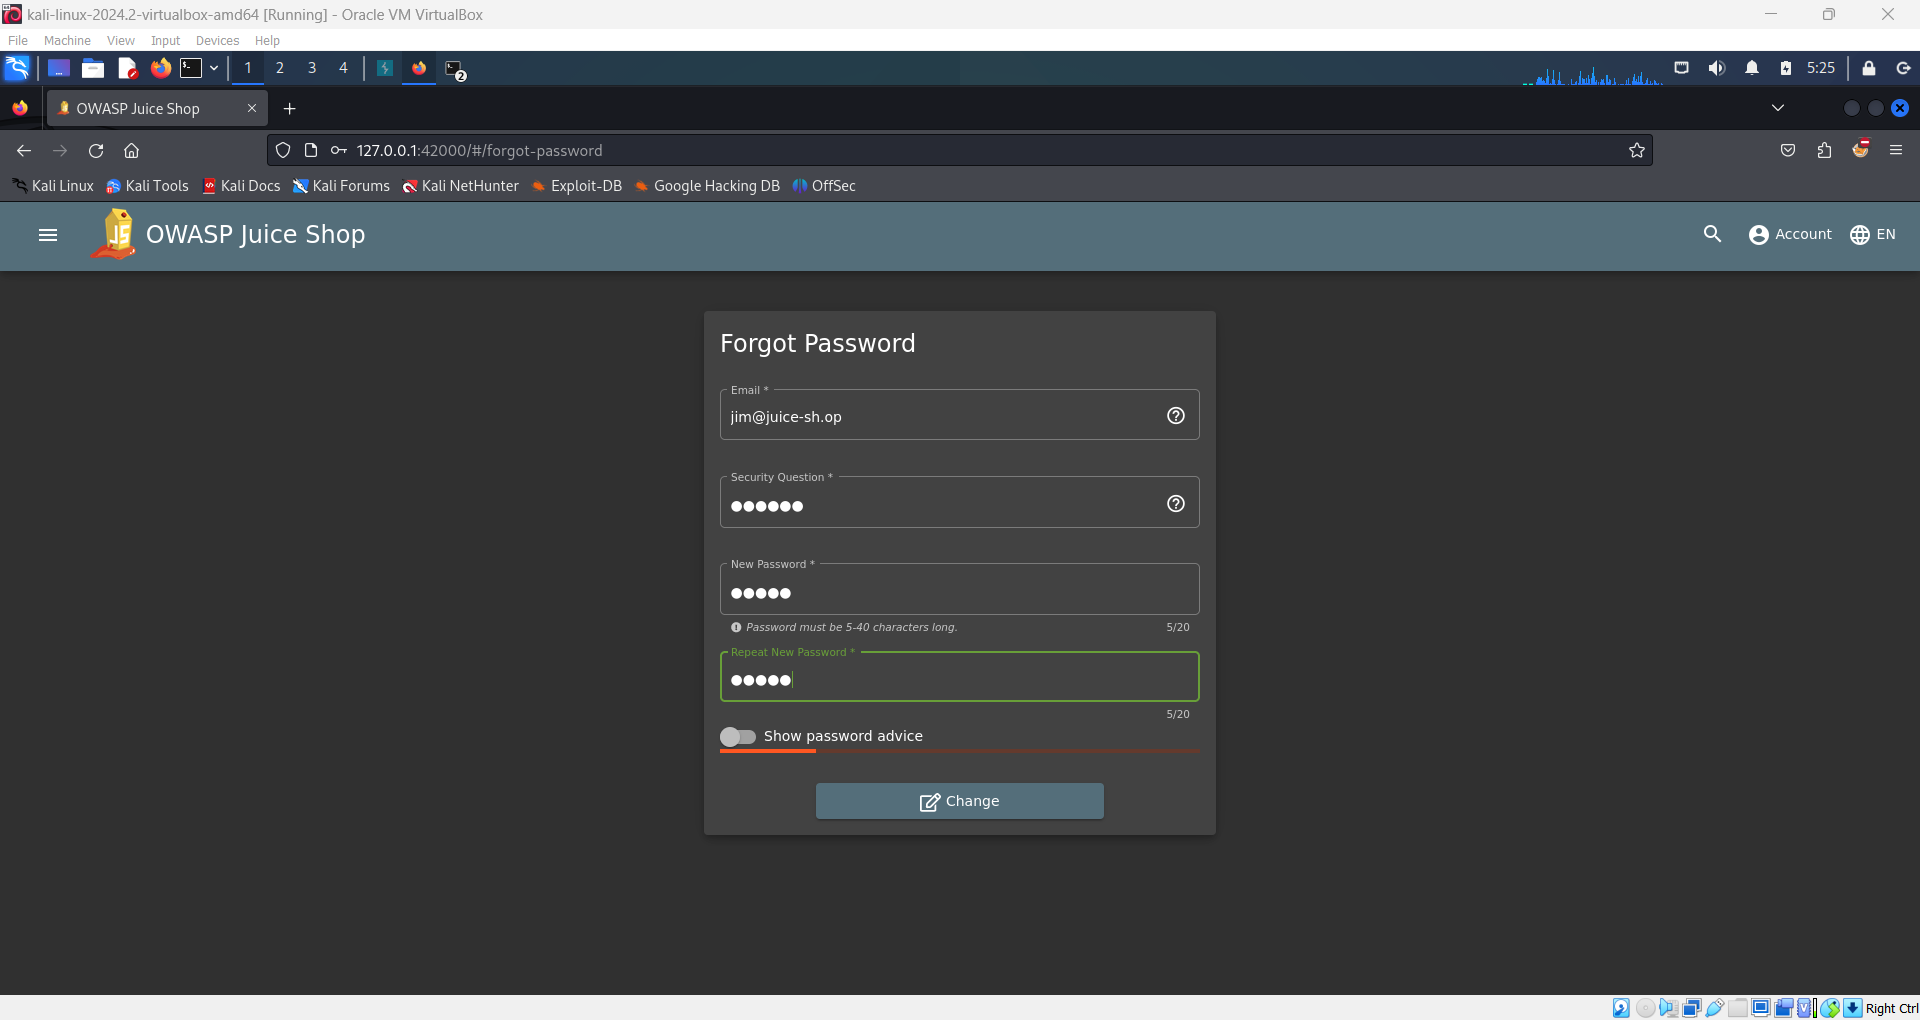 kali-linux-2024.2-virtualbox-amd64 [Running] - Oracle VM VirtualBox
File Machine View Input Devices Help
1 2 3 4 2 5:25
OWASP Juice Shop
127.0.0.1:42000/#/forgot-password
Kali Linux Kali Tools Kali Docs Kali Forums Kali NetHunter Exploit-DB Google Hacking DB OffSec
JS OWASP Juice Shop Account EN
Forgot Password
Email *
jim@juice-sh.op
Security Question *
●●●●●●
New Password *
●●●●●
Password must be 5-40 characters long. 5/20
Repeat New Password *
●●●●●
5/20
Show password advice
Change
Right Ctrl